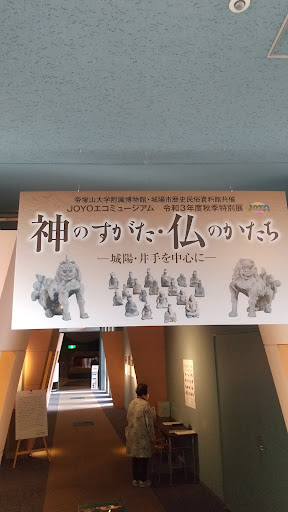 帝塚山大学附属博物館・城陽市歴史民俗資料館共催
JOYOエコミュージアム 令和3年度秋季特別展 JOYO
神のすがた・仏のかたち
―城陽・井手を中心に―